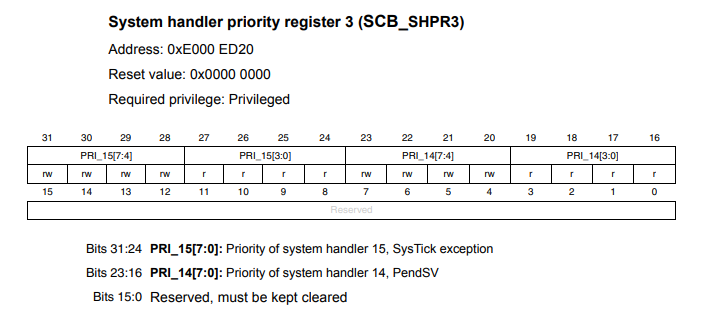 System handler priority register 3 (SCB_SHPR3)
Address: 0xE000 ED20
Reset value: 0x0000 0000
Required privilege: Privileged
31 30 29 28 27 26 25 24 23 22 21 20 19 18 17 16
PRI_15[7:4] PRI_15[3:0] PRI_14[7:4] PRI_14[3:0]
rw rw rw rw r r r r rw rw rw rw r r r r
15 14 13 12 11 10 9 8 7 6 5 4 3 2 1 0
Reserved
Bits 31:24 PRI_15[7:0]: Priority of system handler 15, SysTick exception
Bits 23:16 PRI_14[7:0]: Priority of system handler 14, PendSV
Bits 15:0 Reserved, must be kept cleared